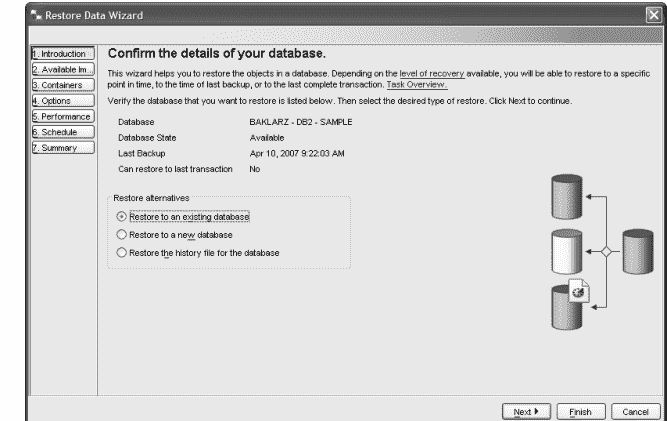 Restore Data Wizard
1. Introduction
2. Available Im...
3. Containers
4. Options
5. Performance
6. Schedule
7. Summary
Confirm the details of your database.
This wizard helps you to restore the objects in a database. Depending on the level of recovery available, you will be able to restore to a specific
point in time, to the time of last backup, or to the last complete transaction. Task Overview.
Verify the database that you want to restore is listed below. Then select the desired type of restore. Click Next to continue.
Database BAKLARZ - DB2 - SAMPLE
Database State Available
Last Backup Apr 10, 2007 9:22:03 AM
Can restore to last transaction No
Restore alternatives
Restore to an existing database
Restore to a new database
Restore the history file for the database
Next
Finish
Cancel